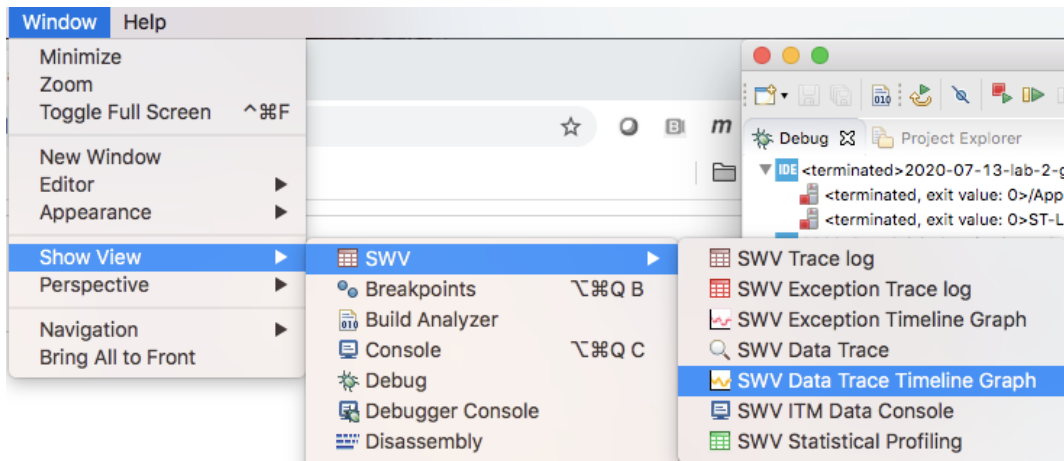 Window Help
Minimize
Zoom
Toggle Full Screen ^⌘F
New Window
Editor
Appearance
Show View
Perspective
Navigation
Bring All to Front
SWV
Breakpoints ⌥⌘Q B
Build Analyzer
Console ⌥⌘Q C
Debug
Debugger Console
Disassembly
SWV Trace log
SWV Exception Trace log
SWV Exception Timeline Graph
SWV Data Trace
SWV Data Trace Timeline Graph
SWV ITM Data Console
SWV Statistical Profiling
m
010
Debug Project Explorer
IDE <terminated>2020-07-13-lab-2-g
<terminated, exit value: 0>/App
<terminated, exit value: 0>ST-L